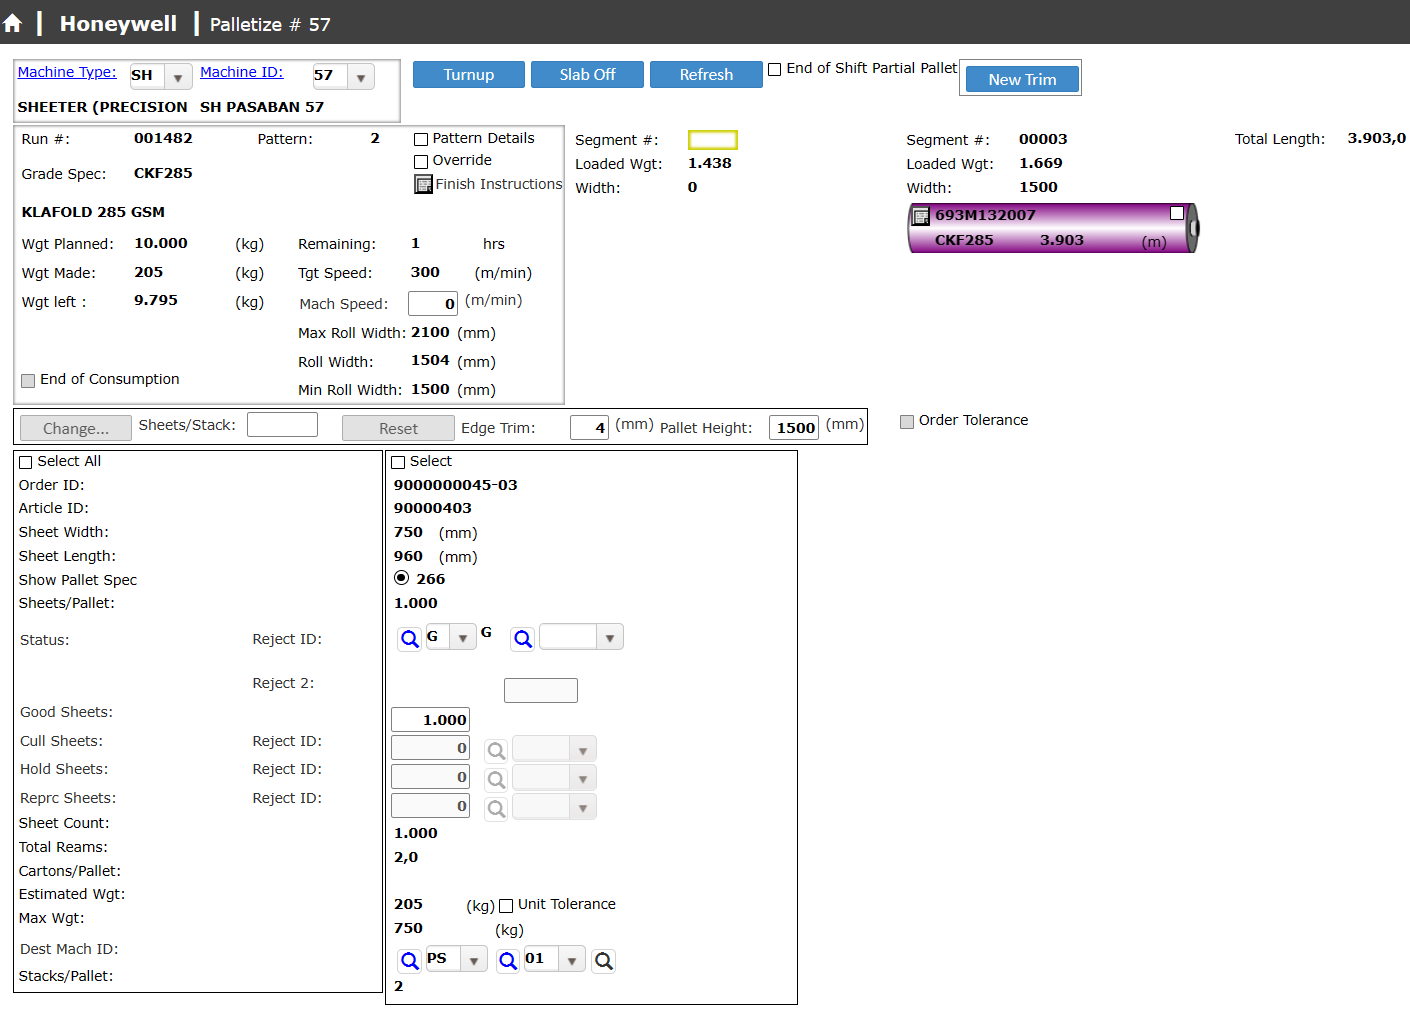 Honeywell Palletize # 57
Machine Type: SH Machine ID: 57
SHEETER (PRECISION SH PASABAN 57
Turnup Slab Off Refresh End of Shift Partial Pallet New Trim
Run #: 001482 Pattern: 2 Pattern Details
Override
Grade Spec: CKF285 Finish Instructions
KLAFOLD 285 GSM
Wgt Planned: 10.000 (kg) Remaining: 1 hrs
Wgt Made: 205 (kg) Tgt Speed: 300 (m/min)
Wgt left : 9.795 (kg) Mach Speed: 0 (m/min)
Max Roll Width: 2100 (mm)
Roll Width: 1504 (mm)
End of Consumption Min Roll Width: 1500 (mm)
Segment #:
Loaded Wgt: 1.438
Width: 0
Segment #: 00003 Total Length: 3.903,0
Loaded Wgt: 1.669
Width: 1500
693M132007
CKF285 3.903 (m)
Change... Sheets/Stack: Reset Edge Trim: 4 (mm) Pallet Height: 1500 (mm) Order Tolerance
Select All Select
Order ID: 9000000045-03
Article ID: 90000403
Sheet Width: 750 (mm)
Sheet Length: 960 (mm)
Show Pallet Spec 266
Sheets/Pallet: 1.000
Status: Reject ID: G G
Reject 2:
Good Sheets: 1.000
Cull Sheets: Reject ID: 0
Hold Sheets: Reject ID: 0
Reprc Sheets: Reject ID: 0
Sheet Count: 1.000
Total Reams: 2,0
Cartons/Pallet:
Estimated Wgt: 205 (kg) Unit Tolerance
Max Wgt: 750 (kg)
Dest Mach ID: PS 01
Stacks/Pallet: 2